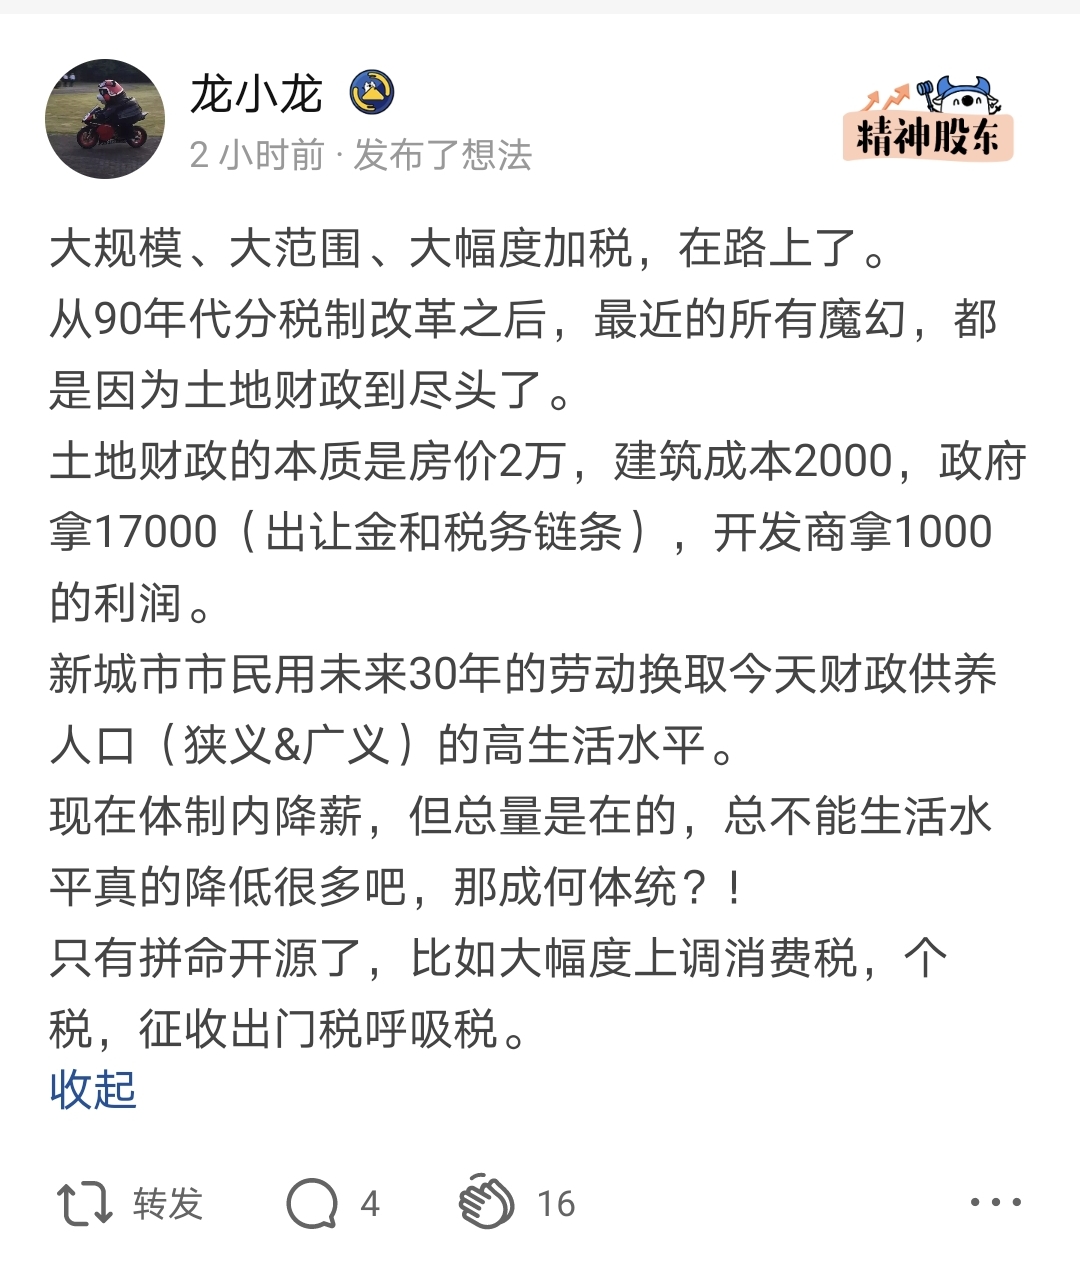 龙小龙
2 小时前 · 发布了想法
精神股东
大规模、大范围、大幅度加税，在路上了。
从90年代分税制改革之后，最近的所有魔幻，都
是因为土地财政到尽头了。
土地财政的本质是房价2万，建筑成本2000，政府
拿17000（出让金和税务链条），开发商拿1000
的利润。
新城市市民用未来30年的劳动换取今天财政供养
人口（狭义&广义）的高生活水平。
现在体制内降薪，但总量是在的，总不能生活水
平真的降低很多吧，那成何体统？！
只有拼命开源了，比如大幅度上调消费税，个
税，征收出门税呼吸税。
收起
转发
4
16